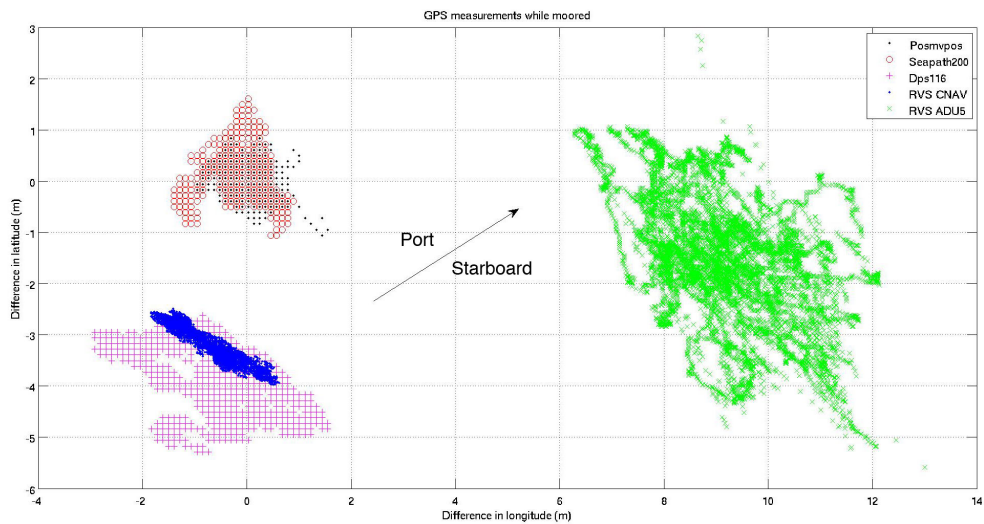 GPS measurements while moored
3
2
1
0
-1
-2
-3
-4
-5
-6
Difference in latitude (m)
Posmvpos
Seapath200
Dps116
RVS CNAV
RVS ADU5
Port
Starboard
-4
-2
0
2
4
6
8
10
12
14
Difference in longitude (m)